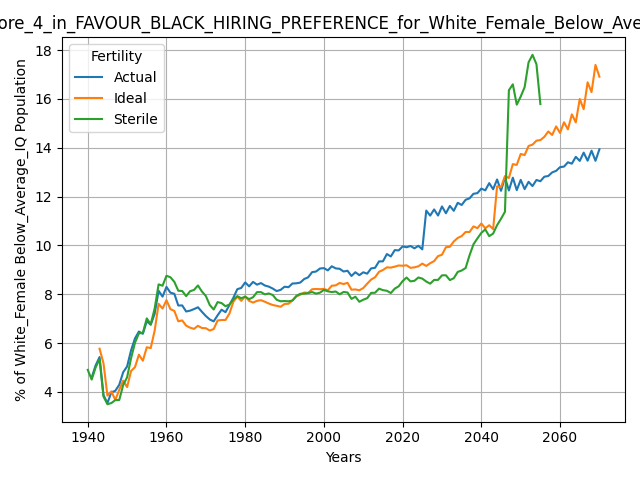 ore_4_in_FAVOUR_BLACK_HIRING_PREFERENCE_for_White_Female_Below_Ave
Fertility
Actual
Ideal
Sterile
% of White_Female Below_Average_IQ Population
18
16
14
12
10
8
6
4
1940 1960 1980 2000 2020 2040 2060
Years